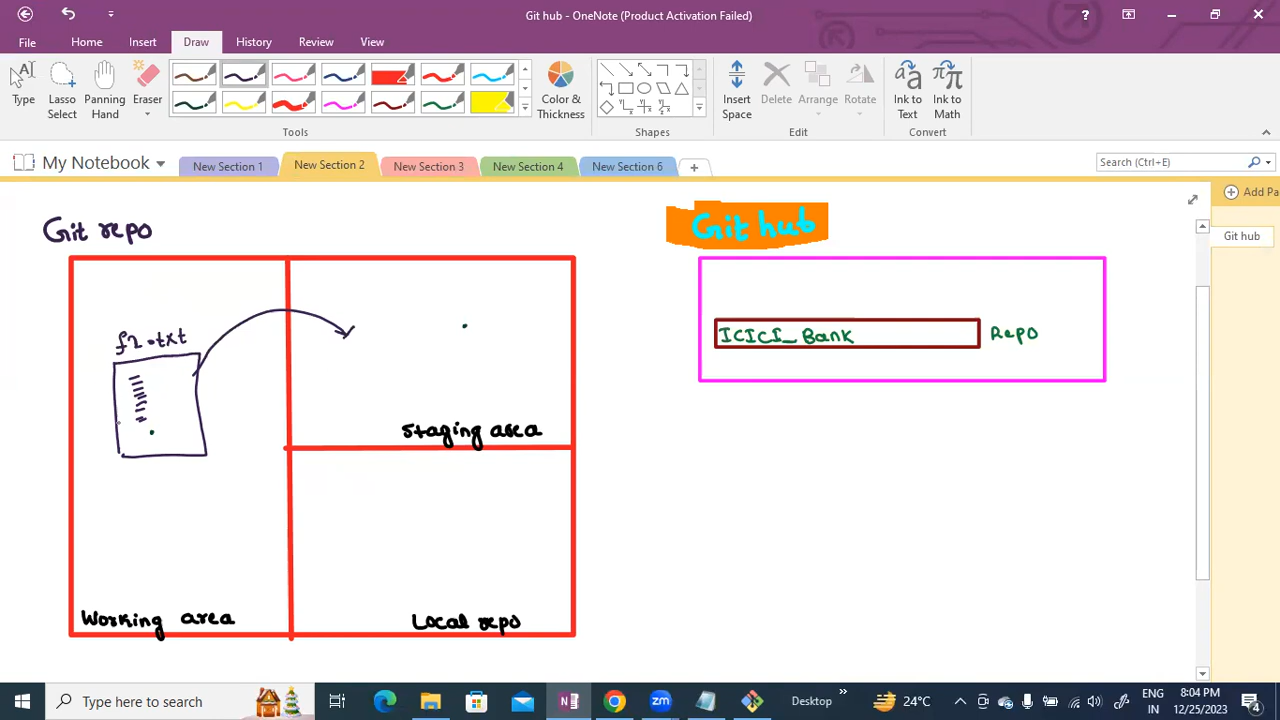 Git hub - OneNote (Product Activation Failed)
File Home Insert Draw History Review View
Type
Lasso Select
Panning Hand
Eraser
Color & Thickness
Insert Space
Delete
Arrange
Rotate
Ink to Text
Ink to Math
Tools
Shapes
Edit
Convert
My Notebook
New Section 1
New Section 2
New Section 3
New Section 4
New Section 6
Search (Ctrl+E)
Add Pa
Git hub
Git repo
Git hub
ICICI_Bank Repo
Staging area
Working area
Local repo
Type here to search
Desktop
24°C
ENG
IN
8:04 PM
12/25/2023
4